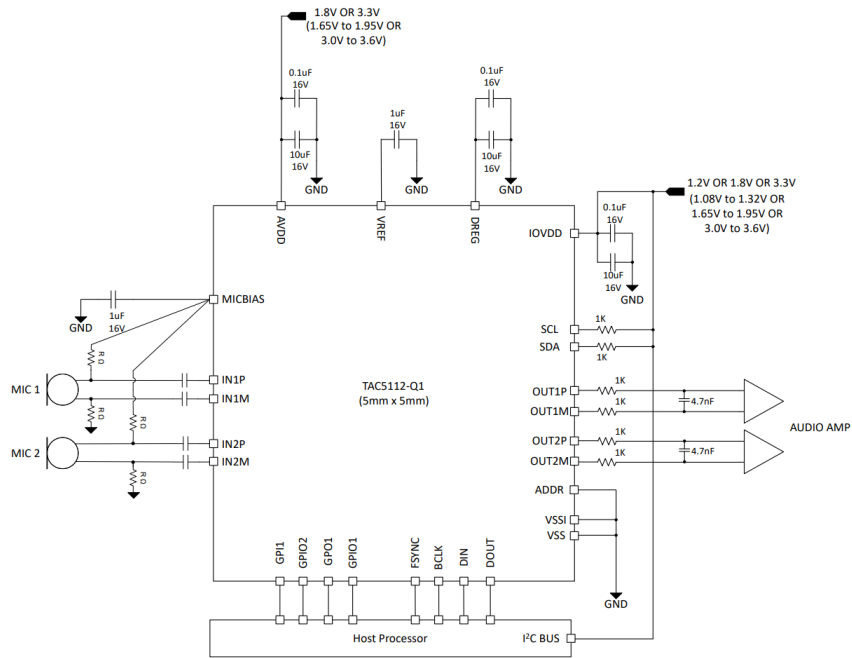 1.8V OR 3.3V
(1.65V to 1.95V OR
3.0V to 3.6V)
0.1uF
16V
10uF
16V
GND
1uF
16V
GND
0.1uF
16V
10uF
16V
GND
1.2V OR 1.8V OR 3.3V
(1.08V to 1.32V OR
1.65V to 1.95V OR
3.0V to 3.6V)
0.1uF
16V
10uF
16V
GND
AVDD
VREF
DREG
IOVDD
MICBIAS
1uF
16V
GND
SCL
1K
SDA
1K
R Ω
MIC 1
IN1P
IN1M
R Ω
TAC5112-Q1
(5mm x 5mm)
OUT1P
1K
OUT1M
1K
4.7nF
AUDIO AMP
R Ω
MIC 2
IN2P
IN2M
R Ω
OUT2P
1K
OUT2M
1K
4.7nF
ADDR
VSSI
VSS
GND
GPI1
GPIO2
GPO1
GPIO1
FSYNC
BCLK
DIN
DOUT
Host Processor
I²C BUS